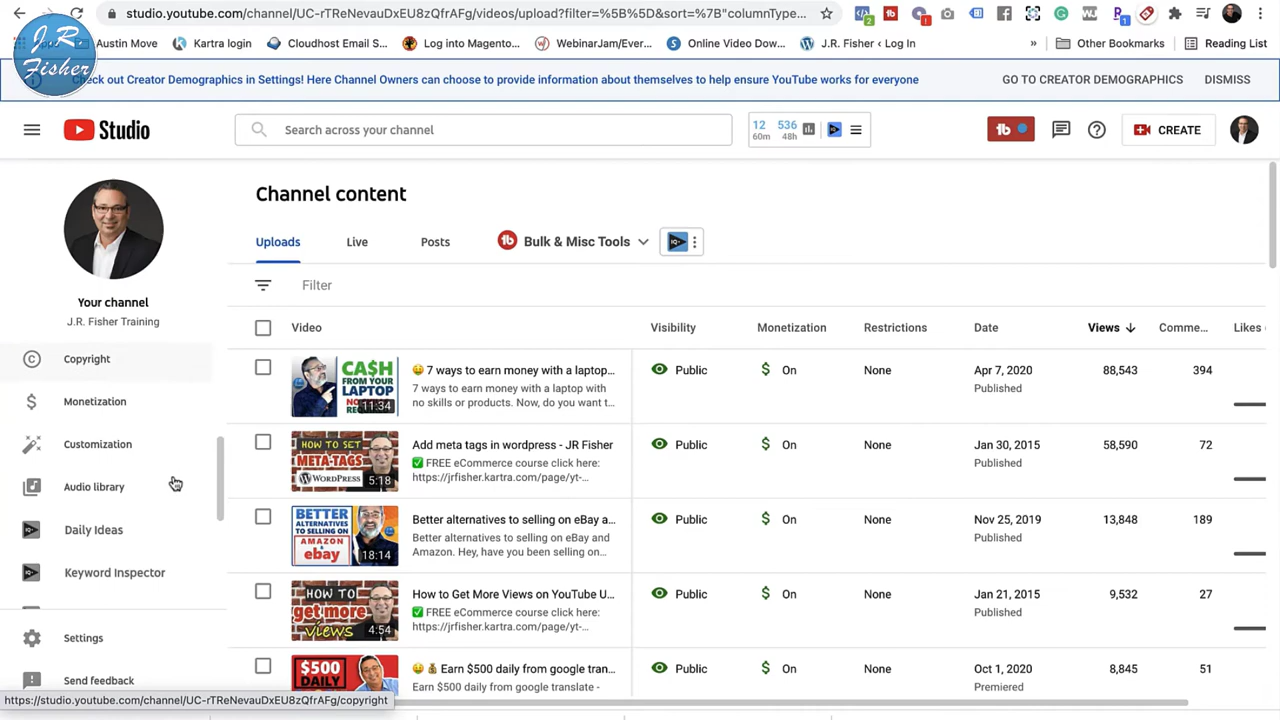 studio.youtube.com/channel/UC-rTReNevauDxEU8zQfrAFg/videos/upload?filter=%5B%5D&sort=%7B"columnType...
J.R.
Fisher
Austin Move
Kartra login
Cloudhost Email S...
Log into Magento...
WebinarJam/Ever...
Online Video Dow...
J.R. Fisher ‹ Log In
»
Other Bookmarks
Reading List
Check out Creator Demographics in Settings! Here Channel Owners can choose to provide information about themselves to help ensure YouTube works for everyone
GO TO CREATOR DEMOGRAPHICS
DISMISS
Studio
Search across your channel
12 536
60m 48h
tb
CREATE
Your channel
J.R. Fisher Training
Copyright
Monetization
Customization
Audio library
Daily Ideas
Keyword Inspector
Settings
Send feedback
Channel content
Uploads Live Posts
tb Bulk & Misc Tools
Filter
Video Visibility Monetization Restrictions Date Views Comme... Likes
CA$H
FROM YOUR
LAPTOP
11:34
7 ways to earn money with a laptop...
7 ways to earn money with a laptop with
no skills or products. Now, do you want t...
Public $ On None Apr 7, 2020 88,543 394
Published
HOW TO SET
META-TAGS
WORDPRESS
5:18
Add meta tags in wordpress - JR Fisher
FREE eCommerce course click here:
https://jrfisher.kartra.com/page/yt-...
Public $ On None Jan 30, 2015 58,590 72
Published
BETTER
ALTERNATIVES TO
SELLING ON
AMAZON
ebay
18:14
Better alternatives to selling on eBay a...
Better alternatives to selling on eBay and
Amazon. Hey, have you been selling on...
Public $ On None Nov 25, 2019 13,848 189
Published
HOW TO
get more
views
4:54
How to Get More Views on YouTube U...
FREE eCommerce course click here:
https://jrfisher.kartra.com/page/yt-...
Public $ On None Jan 21, 2015 9,532 27
Published
$500
DAILY
Earn $500 daily from google tran...
Earn $500 daily from google translate -
Public $ On None Oct 1, 2020 8,845 51
Premiered
https://studio.youtube.com/channel/UC-rTReNevauDxEU8zQfrAFg/copyright